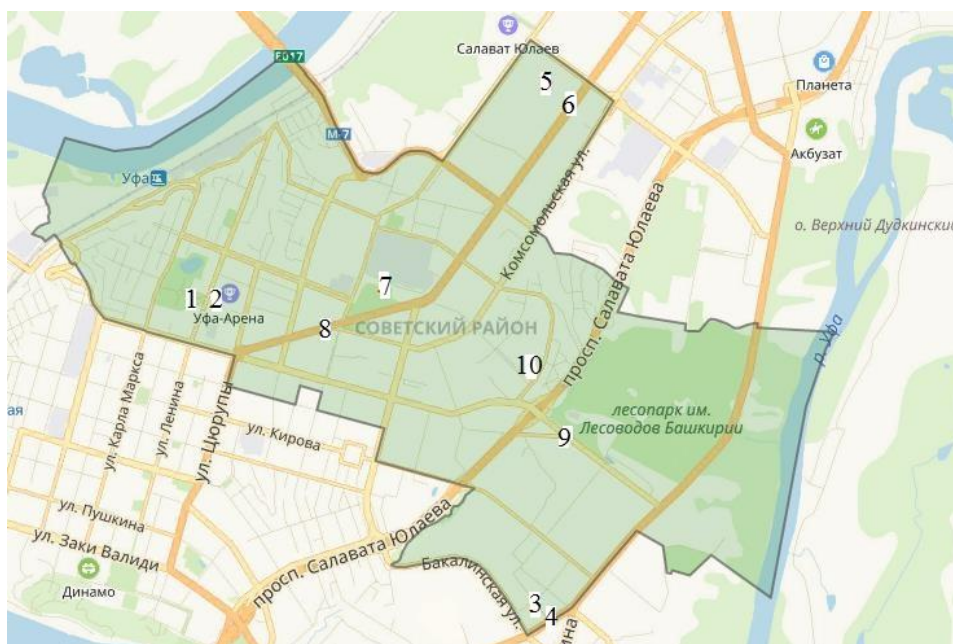 Салават Юлаев
E017
5
6
Планета
М-7
Акбузат
Комсомольская ул.
Уфа
просп. Салавата Юлаева
о. Верхний Дудкинский
1
2
7
Уфа-Арена
8
СОВЕТСКИЙ РАЙОН
р. Уфа
10
ул. Карла Маркса
ул. Ленина
ул. Цюрупы
лесопарк им.
Лесоводов Башкирии
ая
ул. Кирова
9
ул. Пушкина
ул. Заки Валиди
просп. Салавата Юлаева
Бакалинская ул.
Динамо
3
4
ина